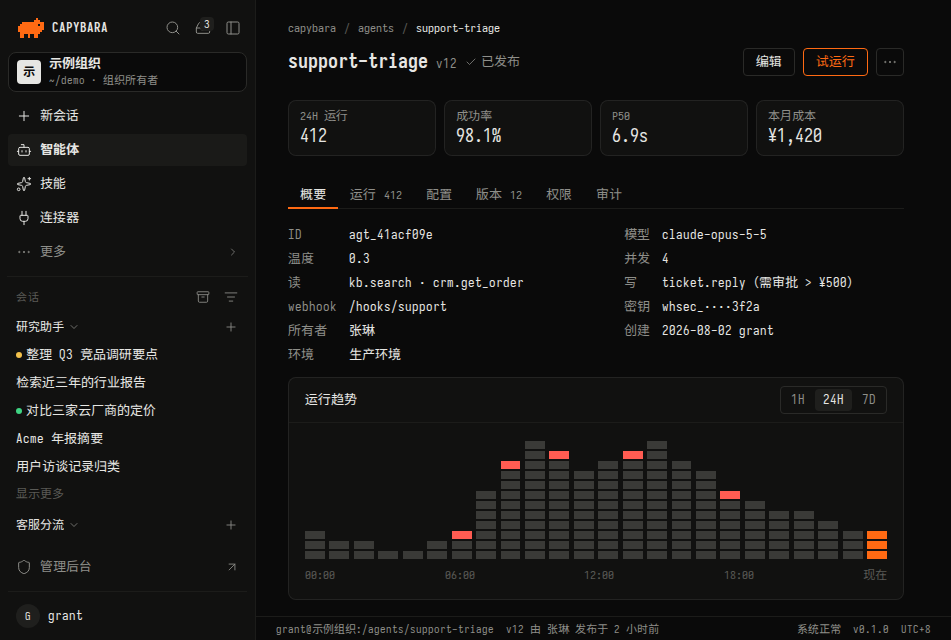 CAPYBARA
3
示
示例组织
~/demo · 组织所有者
新会话
智能体
技能
连接器
更多
会话
研究助手
整理 Q3 竞品调研要点
检索近三年的行业报告
对比三家云厂商的定价
Acme 年报摘要
用户访谈记录归类
显示更多
客服分流
管理后台
G grant
capybara / agents / support-triage
support-triage v12 已发布
编辑 试运行
24H 运行
412
成功率
98.1%
P50
6.9s
本月成本
¥1,420
概要 运行 412 配置 版本 12 权限 审计
ID agt_41acf09e
模型 claude-opus-5-5
温度 0.3
并发 4
读 kb.search · crm.get_order
写 ticket.reply (需审批 > ¥500)
webhook /hooks/support
密钥 whsec_····3f2a
所有者 张琳
创建 2026-08-02 grant
环境 生产环境
运行趋势 1H 24H 7D
00:00 06:00 12:00 18:00 现在
grant@示例组织:/agents/support-triage v12 由 张琳 发布于 2 小时前 系统正常 v0.1.0 UTC+8